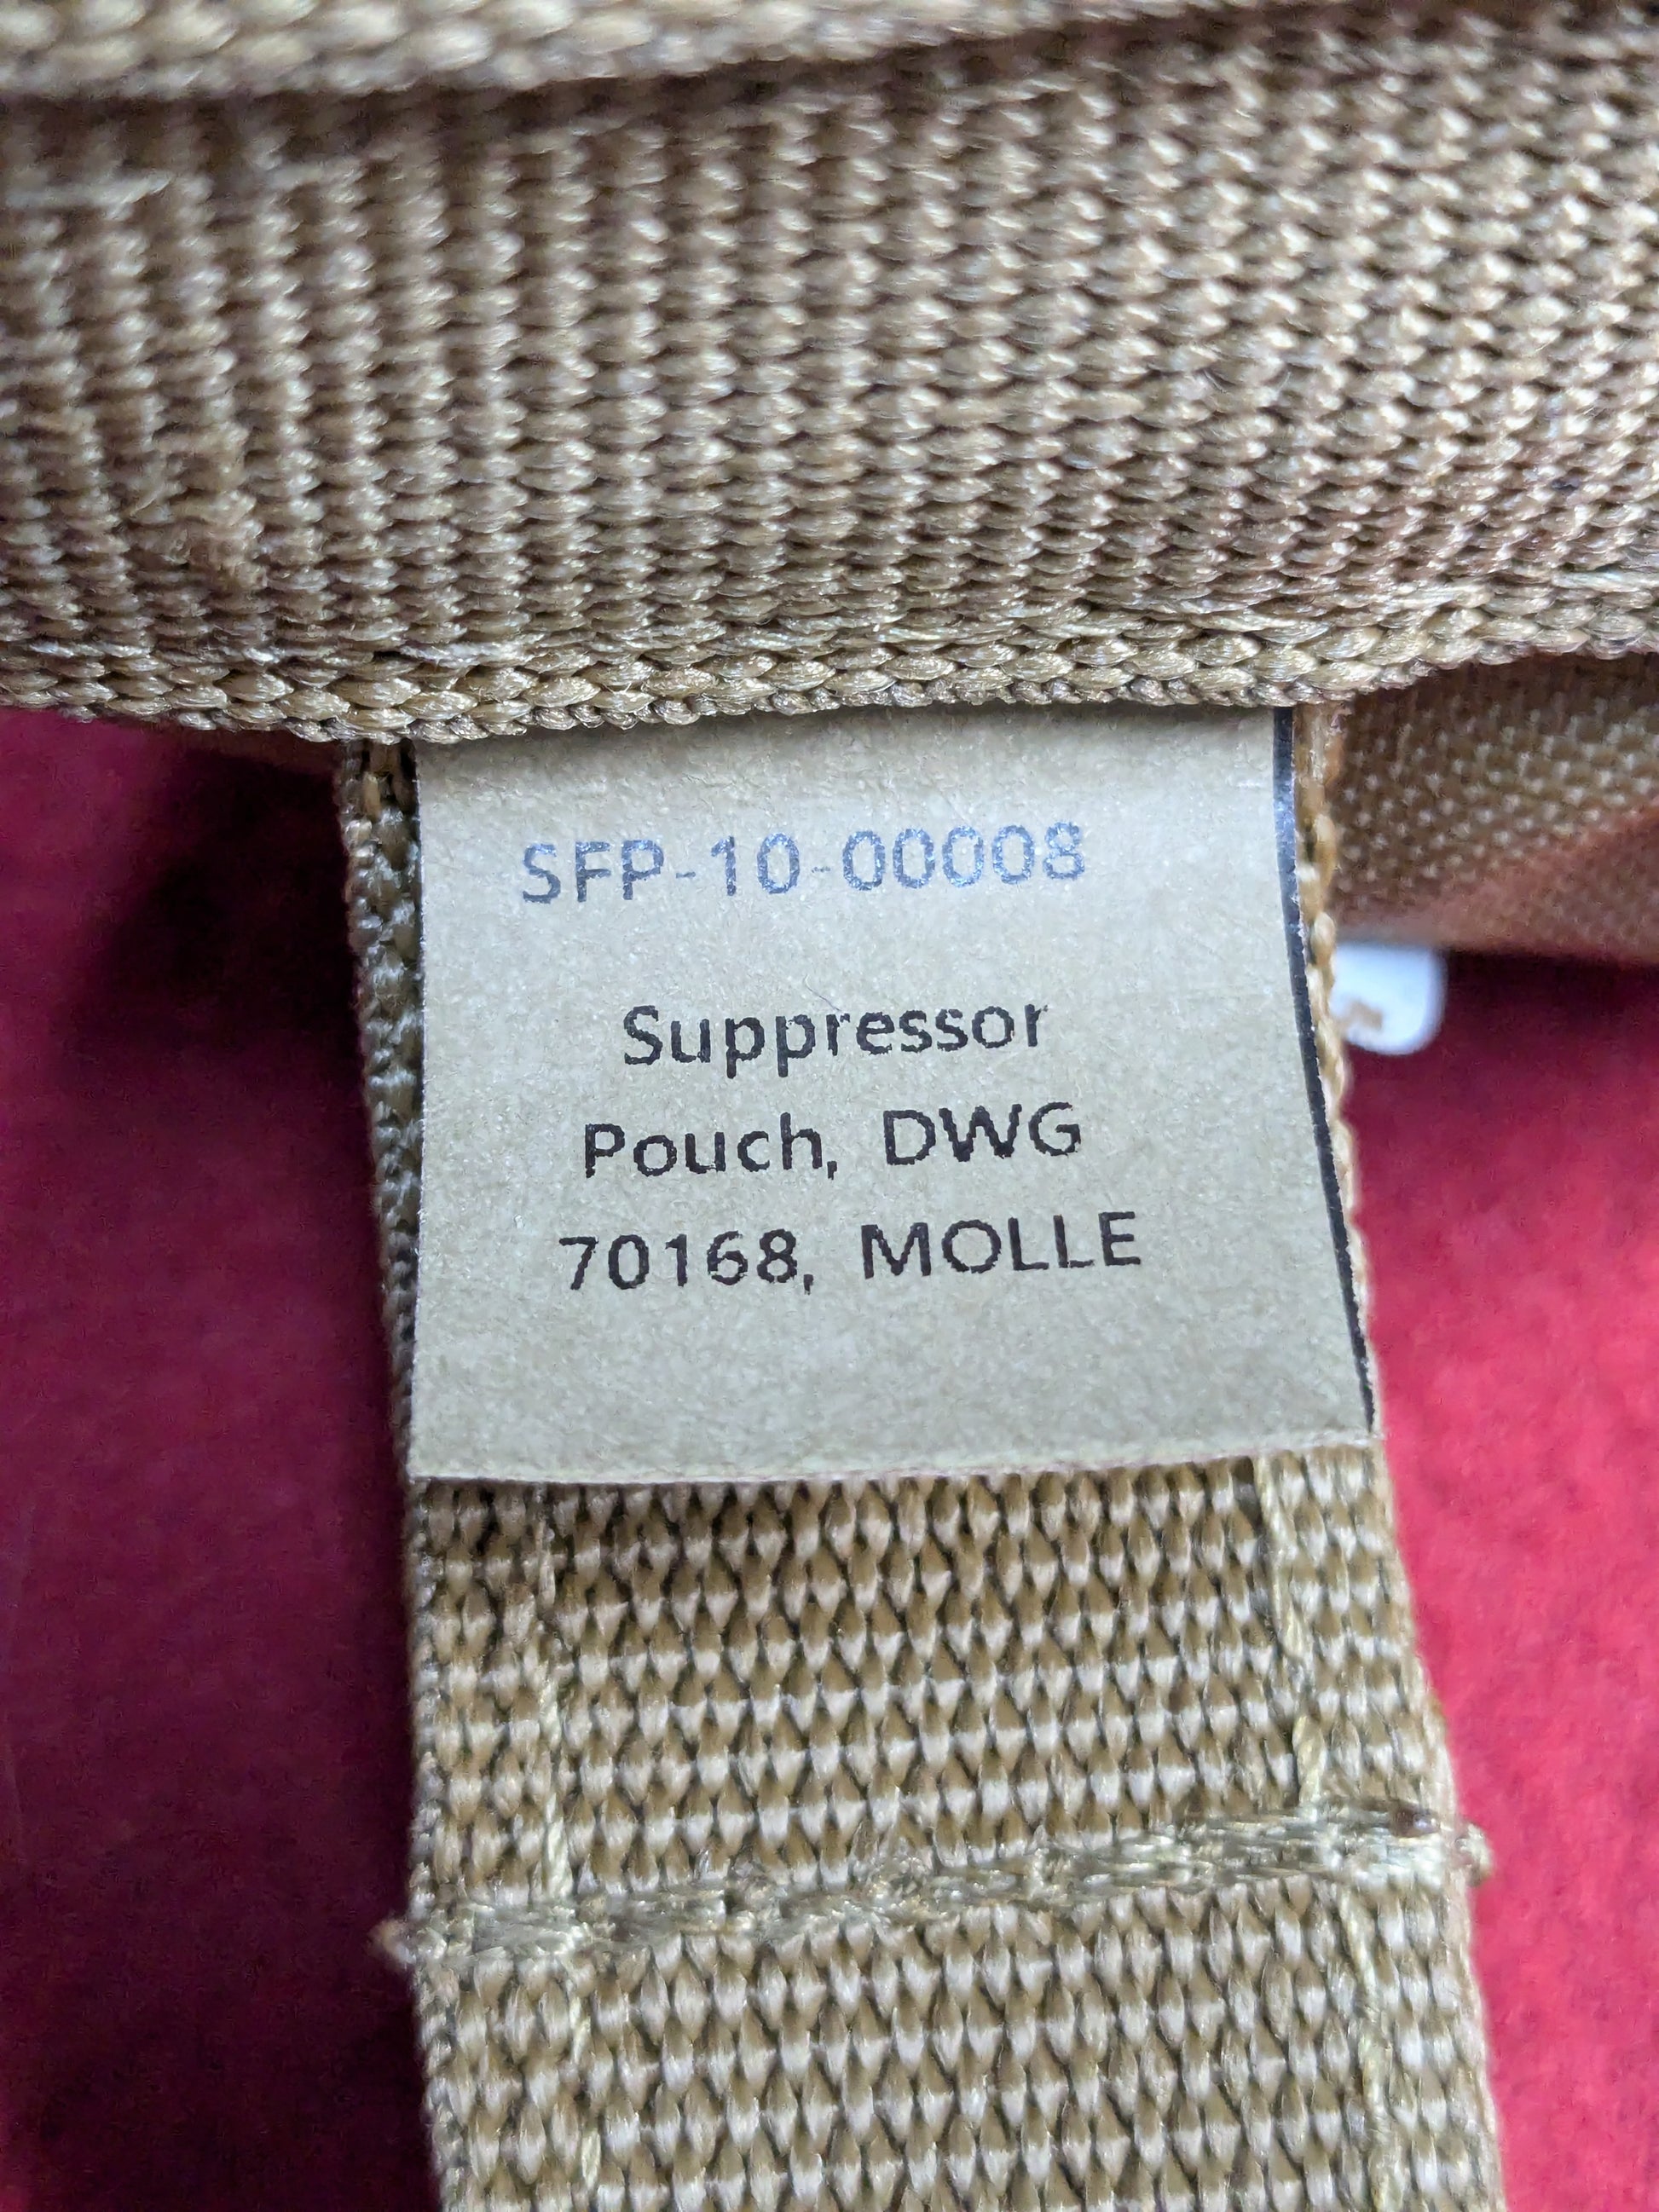 SFP-10-00008
Suppressor
Pouch, DWG
70168, MOLLE